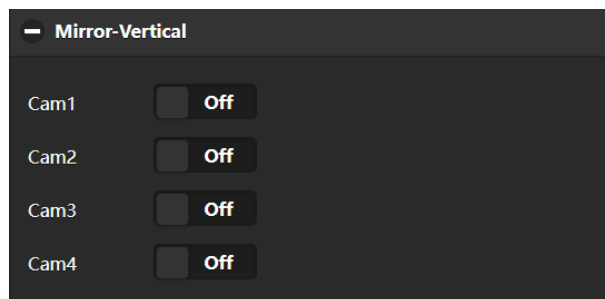 Mirror-Vertical
Cam1 Off
Cam2 Off
Cam3 Off
Cam4 Off